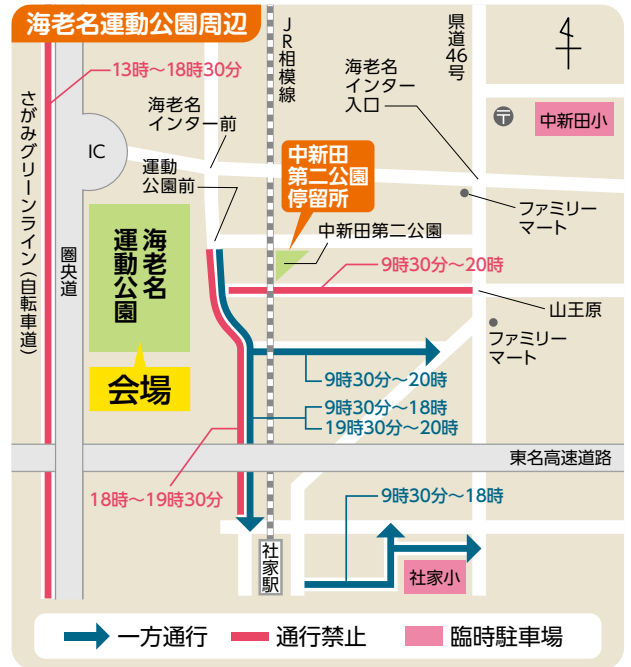 海老名運動公園周辺
13時～18時30分
さがみグリーンライン(自転車道)
圏央道
IC
海老名
インター前
運動
公園前
JR相模線
県道46号
海老名
インター
入口
〒
中新田小
中新田
第二公園
停留所
ファミリー
マート
中新田第二公園
海老名
運動公園
会場
9時30分～20時
山王原
ファミリー
マート
9時30分～20時
9時30分～18時
19時30分～20時
東名高速道路
18時～19時30分
9時30分～18時
社家駅
社家小
一方通行
通行禁止
臨時駐車場